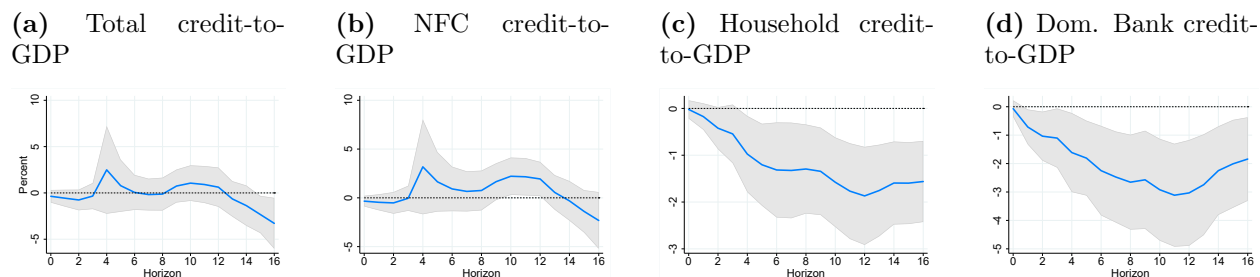 (a) Total credit-to-
GDP
(b) NFC credit-to-
GDP
(c) Household credit-
to-GDP
(d) Dom. Bank credit-
to-GDP
Percent
10
5
0
-5
0 2 4 6 8 10 12 14 16
Horizon
10
5
0
-5
0 2 4 6 8 10 12 14 16
Horizon
0
-1
-2
-3
0 2 4 6 8 10 12 14 16
Horizon
0
-1
-2
-3
-4
-5
0 2 4 6 8 10 12 14 16
Horizon